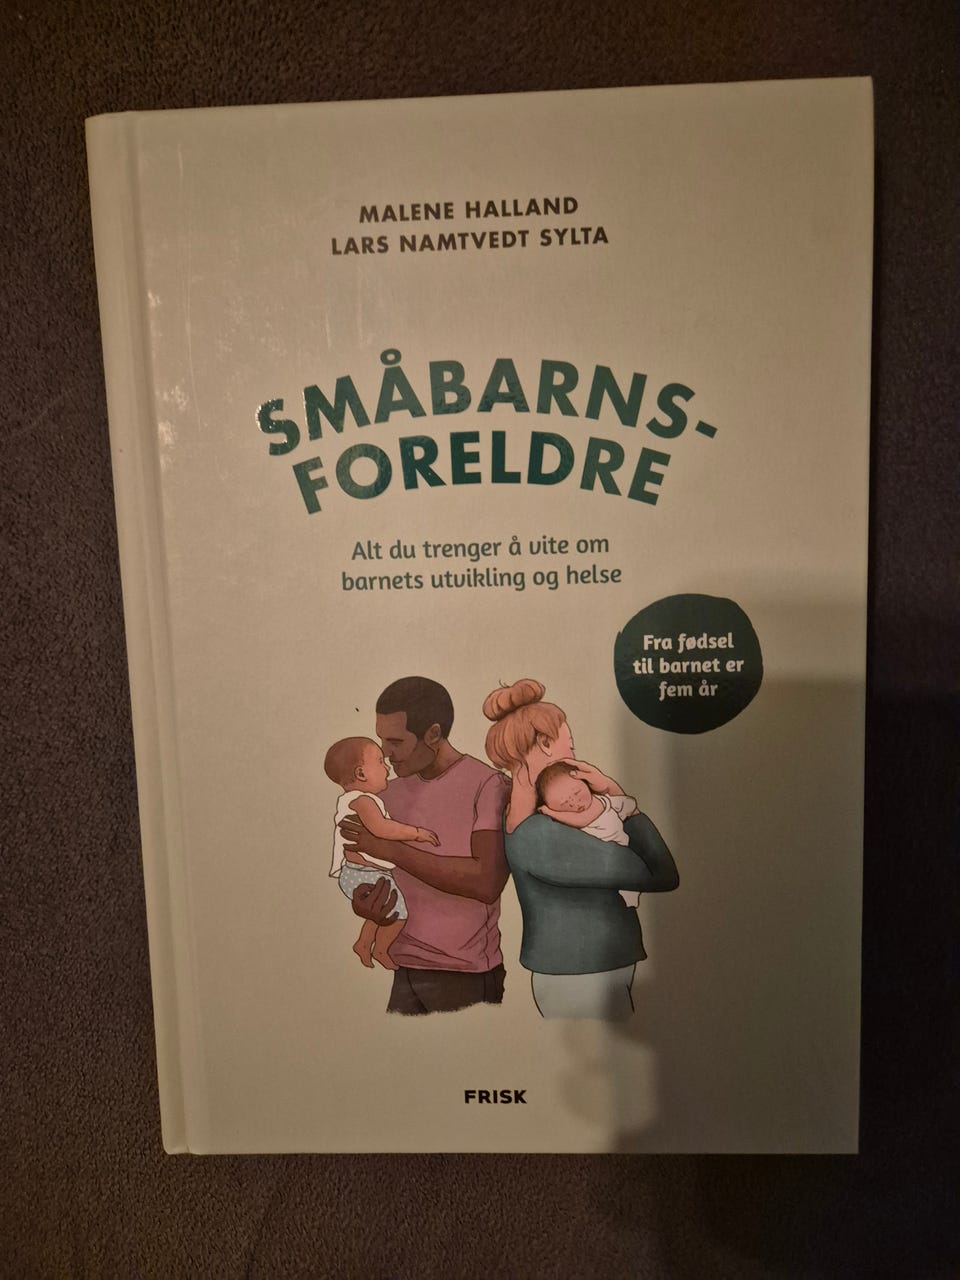 MALENE HALLAND
LARS NAMTVEDT SYLTA
SMÅBARNS-
FORELDRE
Alt du trenger å vite om
barnets utvikling og helse
Fra fødsel
til barnet er
fem år
FRISK